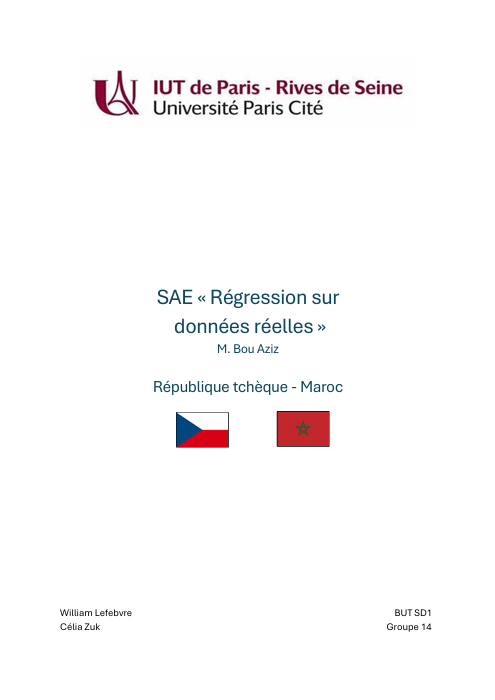 IUT de Paris - Rives de Seine
Université Paris Cité
SAE « Régression sur
données réelles »
M. Bou Aziz
République tchèque - Maroc
William Lefebvre
Célia Zuk
BUT SD1
Groupe 14